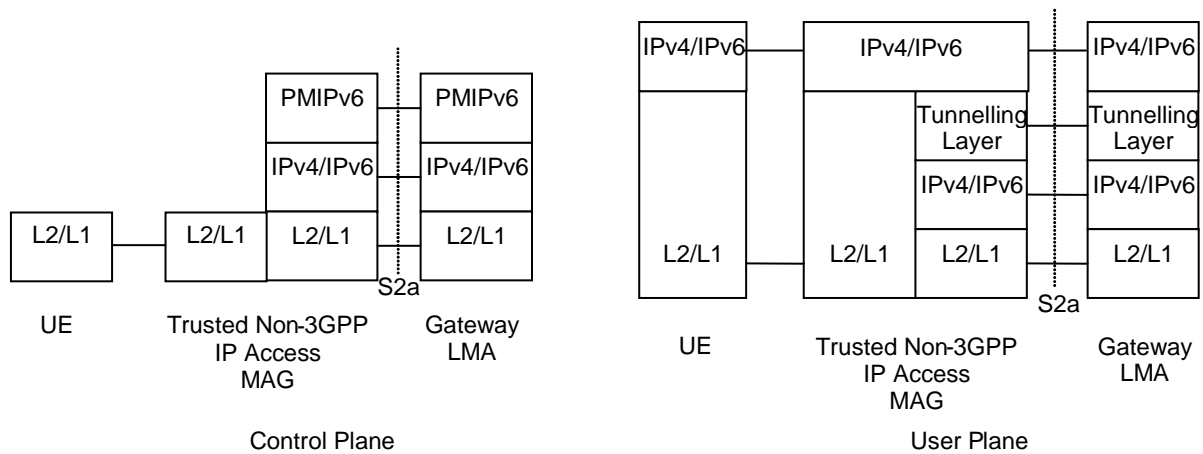 PMIPv6 PMIPv6
IPv4/IPv6 IPv4/IPv6
L2/L1 L2/L1 L2/L1 L2/L1
S2a
UE Trusted Non-3GPP Gateway
IP Access LMA
MAG
Control Plane
IPv4/IPv6 IPv4/IPv6 IPv4/IPv6
Tunnelling Tunnelling
Layer Layer
IPv4/IPv6 IPv4/IPv6
L2/L1 L2/L1 L2/L1 L2/L1
S2a
UE Trusted Non-3GPP Gateway
IP Access LMA
MAG
User Plane